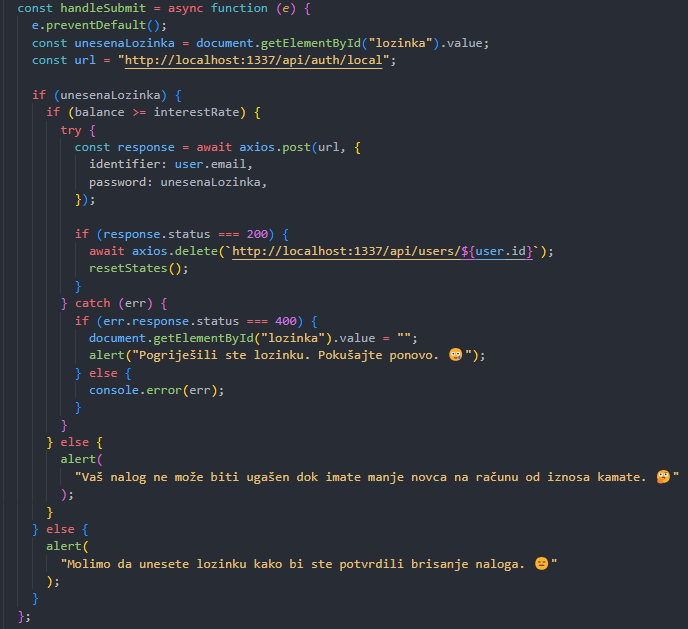 const handleSubmit = async function (e) {
e.preventDefault();
const unesenaLozinka = document.getElementById("lozinka").value;
const url = "http://localhost:1337/api/auth/local";
if (unesenaLozinka) {
if (balance >= interestRate) {
try {
const response = await axios.post(url, {
identifier: user.email,
password: unesenaLozinka,
});
if (response.status === 200) {
await axios.delete(`http://localhost:1337/api/users/${user.id}`);
resetStates();
}
} catch (err) {
if (err.response.status === 400) {
document.getElementById("lozinka").value = "";
alert("Pogriješili ste lozinku. Pokušajte ponovo. 😳");
} else {
console.error(err);
}
}
} else {
alert(
"Vaš nalog ne može biti ugašen dok imate manje novca na računu od iznosa kamate. 🤔"
);
}
} else {
alert(
"Molimo da unesete lozinku kako bi ste potvrdili brisanje naloga. 😑"
);
}
};